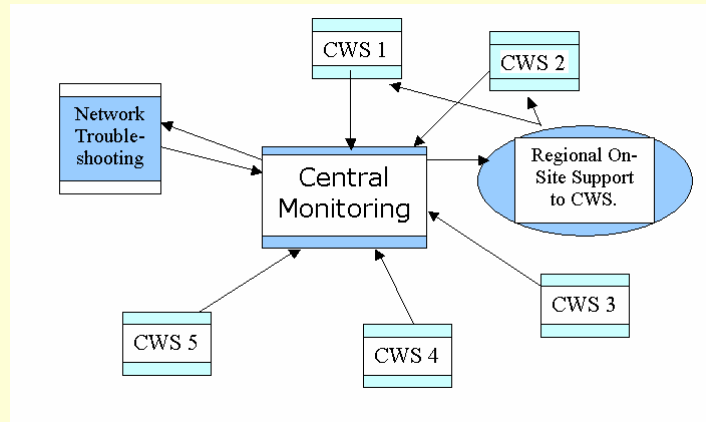 CWS 1
CWS 2
Network
Trouble-
shooting
Central
Monitoring
Regional On-
Site Support
to CWS.
CWS 3
CWS 5
CWS 4